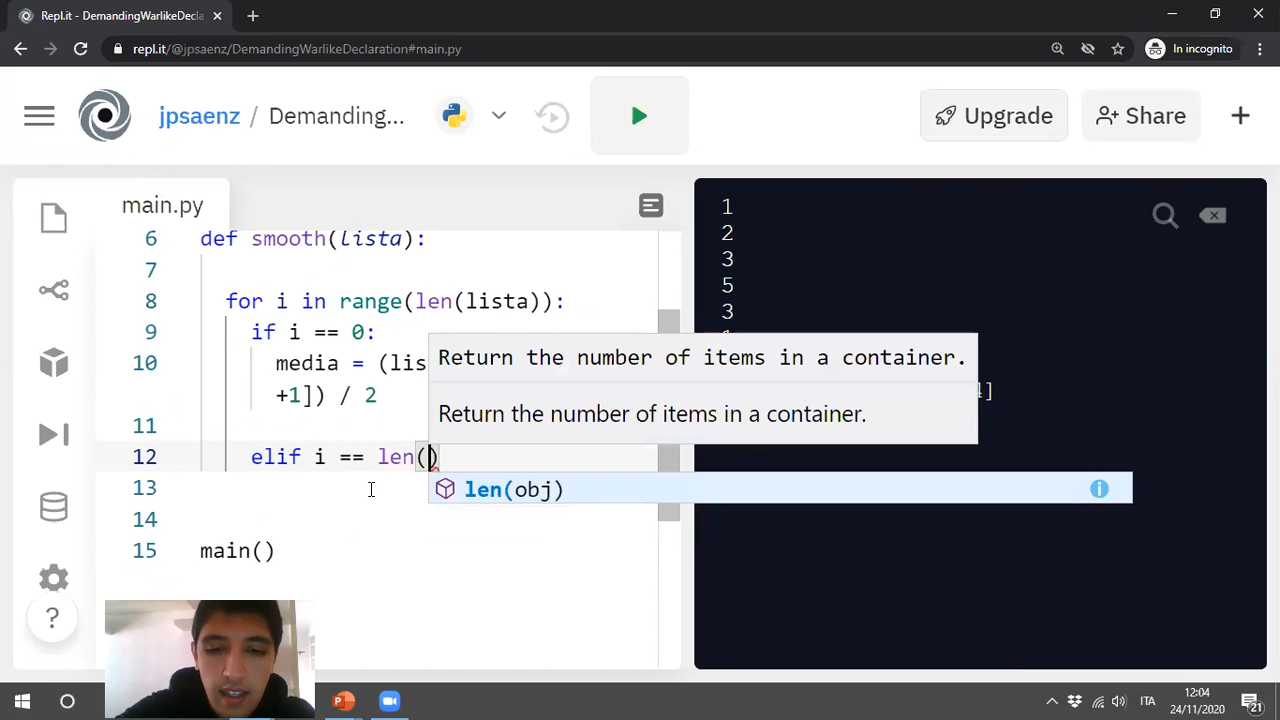 Repl.it - DemandingWarlikeDecla
repl.it/@jpsaenz/DemandingWarlikeDeclaration#main.py
In incognito
jpsaenz / Demanding...
Upgrade
Share
main.py
6 def smooth(lista):
7
8 for i in range(len(lista)):
9 if i == 0:
10 media = (lis
+1]) / 2
11
12 elif i == len()
13
14
15 main()
Return the number of items in a container.
Return the number of items in a container.
len(obj)
1
2
3
5
3
]
?
ITA
12:04
24/11/2020
21